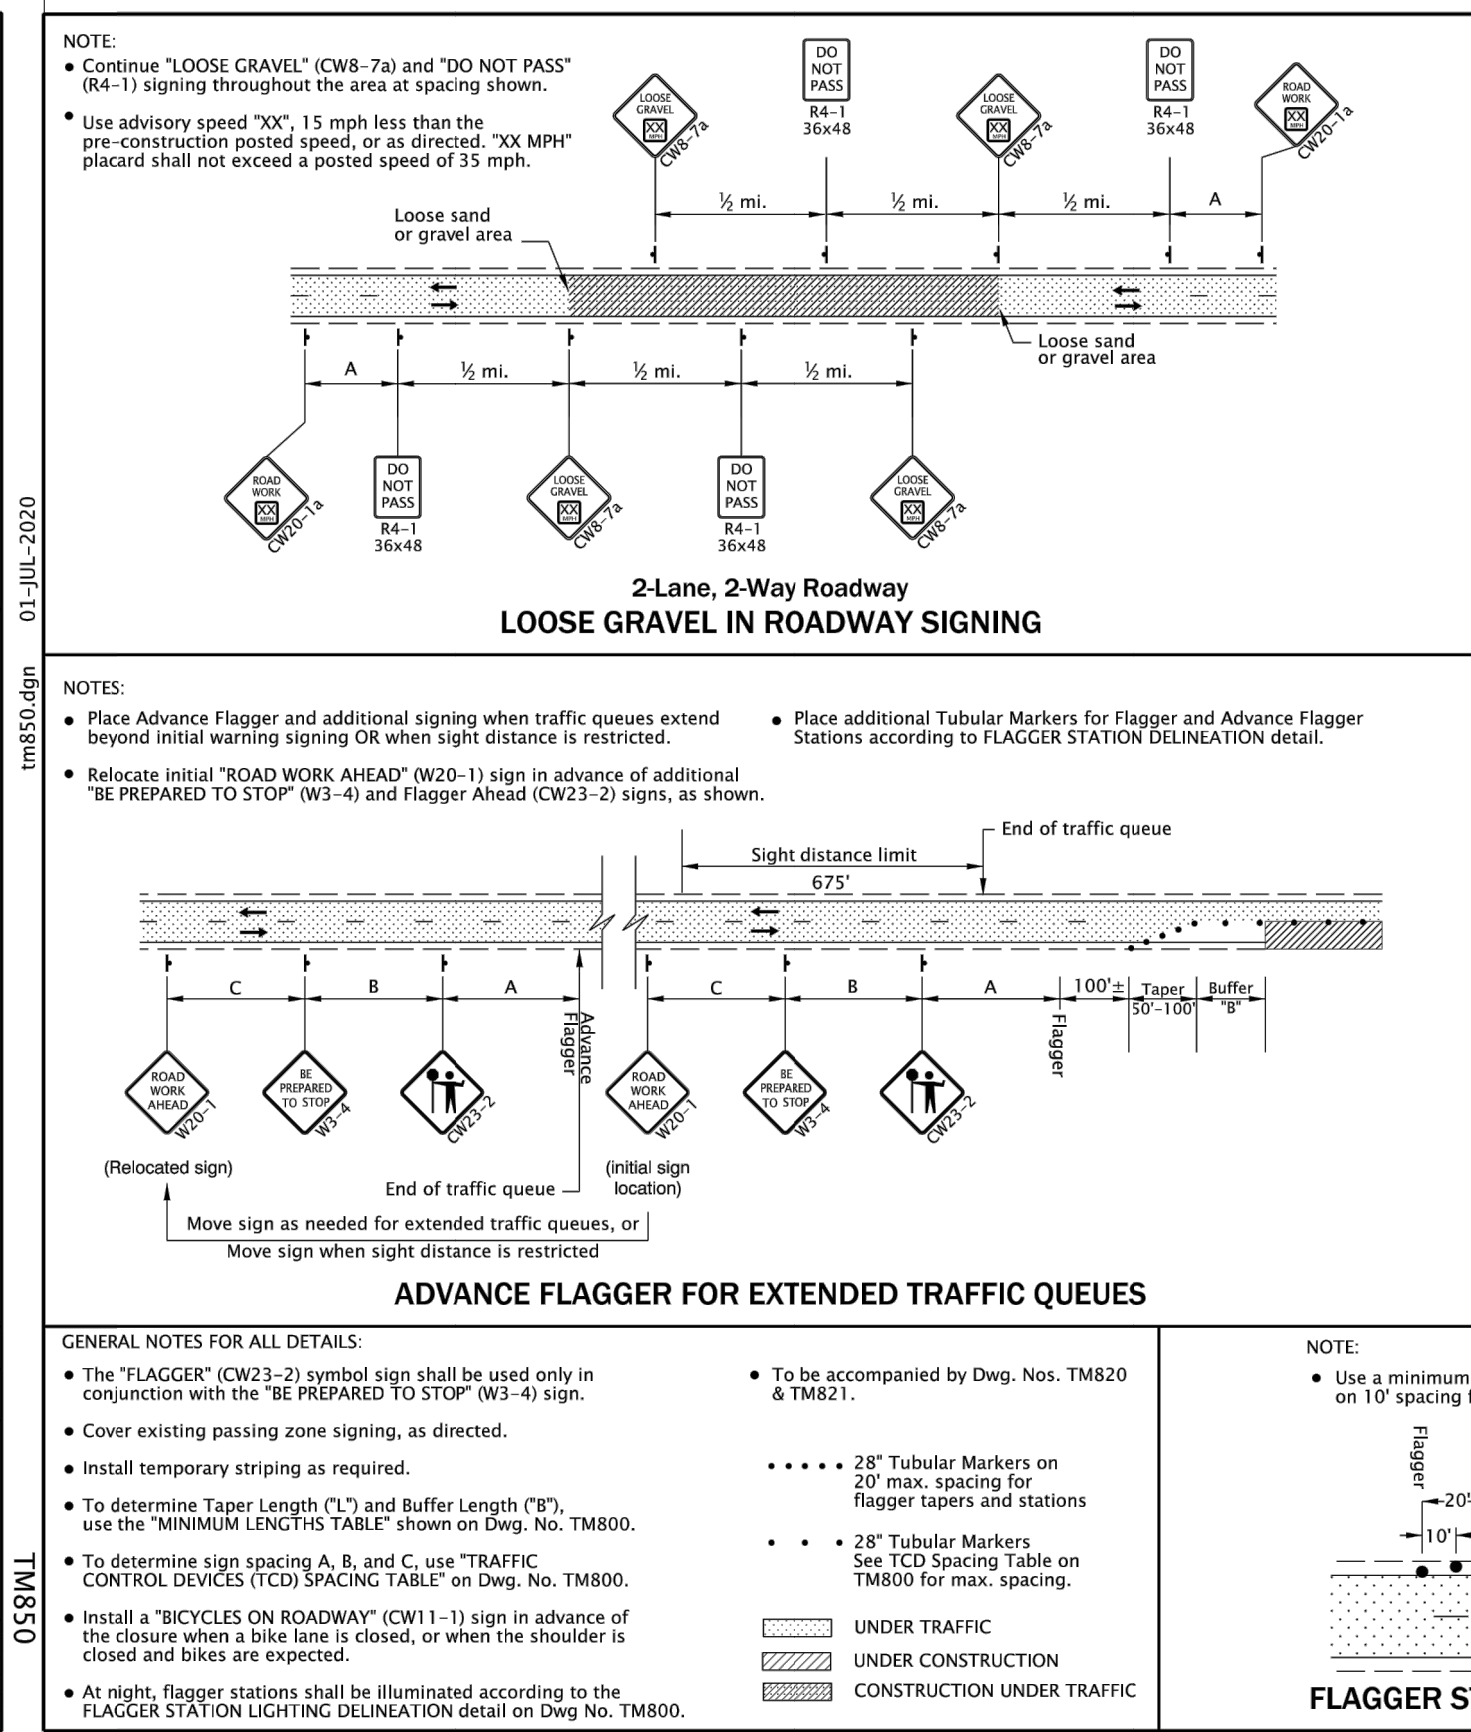 NOTE:
● Continue "LOOSE GRAVEL" (CW8-7a) and "DO NOT PASS"
(R4-1) signing throughout the area at spacing shown.
● Use advisory speed "XX", 15 mph less than the
pre-construction posted speed, or as directed. "XX MPH"
placard shall not exceed a posted speed of 35 mph.
LOOSE
GRAVEL
XX
MPH
CW8-7a
DO
NOT
PASS
R4-1
36x48
LOOSE
GRAVEL
XX
MPH
CW8-7a
DO
NOT
PASS
R4-1
36x48
ROAD
WORK
XX
MPH
CW20-1a
½ mi.
½ mi.
½ mi.
A
Loose sand
or gravel area
Loose sand
or gravel area
A
½ mi.
½ mi.
½ mi.
ROAD
WORK
XX
MPH
CW20-1a
DO
NOT
PASS
R4-1
36x48
LOOSE
GRAVEL
XX
MPH
CW8-7a
DO
NOT
PASS
R4-1
36x48
LOOSE
GRAVEL
XX
MPH
CW8-7a
2-Lane, 2-Way Roadway
LOOSE GRAVEL IN ROADWAY SIGNING
01-JUL-2020
tm850.dgn
NOTES:
● Place Advance Flagger and additional signing when traffic queues extend
beyond initial warning signing OR when sight distance is restricted.
● Relocate initial "ROAD WORK AHEAD" (W20-1) sign in advance of additional
"BE PREPARED TO STOP" (W3-4) and Flagger Ahead (CW23-2) signs, as shown.
● Place additional Tubular Markers for Flagger and Advance Flagger
Stations according to FLAGGER STATION DELINEATION detail.
End of traffic queue
Sight distance limit
675'
C
B
A
C
B
A
100'±
Taper
50'-100'
Buffer
"B"
Advance
Flagger
Flagger
ROAD
WORK
AHEAD
W20-1
BE
PREPARED
TO STOP
W3-4
CW23-2
ROAD
WORK
AHEAD
W20-1
BE
PREPARED
TO STOP
W3-4
CW23-2
(Relocated sign)
End of traffic queue
(initial sign
location)
Move sign as needed for extended traffic queues, or
Move sign when sight distance is restricted
ADVANCE FLAGGER FOR EXTENDED TRAFFIC QUEUES
GENERAL NOTES FOR ALL DETAILS:
● The "FLAGGER" (CW23-2) symbol sign shall be used only in
conjunction with the "BE PREPARED TO STOP" (W3-4) sign.
● Cover existing passing zone signing, as directed.
● Install temporary striping as required.
● To determine Taper Length ("L") and Buffer Length ("B"),
use the "MINIMUM LENGTHS TABLE" shown on Dwg. No. TM800.
● To determine sign spacing A, B, and C, use "TRAFFIC
CONTROL DEVICES (TCD) SPACING TABLE" on Dwg. No. TM800.
● Install a "BICYCLES ON ROADWAY" (CW11-1) sign in advance of
the closure when a bike lane is closed, or when the shoulder is
closed and bikes are expected.
● At night, flagger stations shall be illuminated according to the
FLAGGER STATION LIGHTING DELINEATION detail on Dwg No. TM800.
● To be accompanied by Dwg. Nos. TM820
& TM821.
28" Tubular Markers on
20' max. spacing for
flagger tapers and stations
28" Tubular Markers
See TCD Spacing Table on
TM800 for max. spacing.
UNDER TRAFFIC
UNDER CONSTRUCTION
CONSTRUCTION UNDER TRAFFIC
TM850
NOTE:
● Use a minimum
on 10' spacing
Flagger
20'
10'
FLAGGER